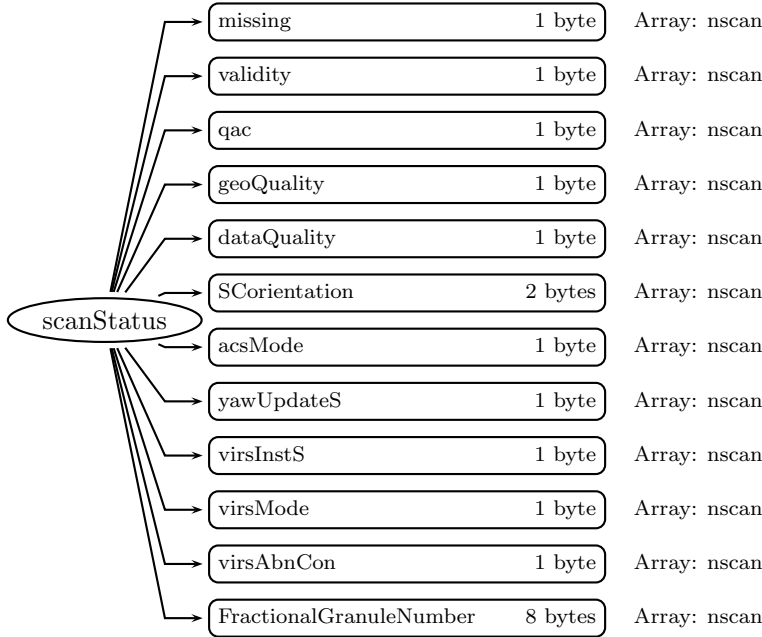 missing 1 byte Array: nscan
validity 1 byte Array: nscan
qac 1 byte Array: nscan
geoQuality 1 byte Array: nscan
dataQuality 1 byte Array: nscan
SCorientation 2 bytes Array: nscan
scanStatus
acsMode 1 byte Array: nscan
yawUpdateS 1 byte Array: nscan
virsInstS 1 byte Array: nscan
virsMode 1 byte Array: nscan
virsAbnCon 1 byte Array: nscan
FractionalGranuleNumber 8 bytes Array: nscan